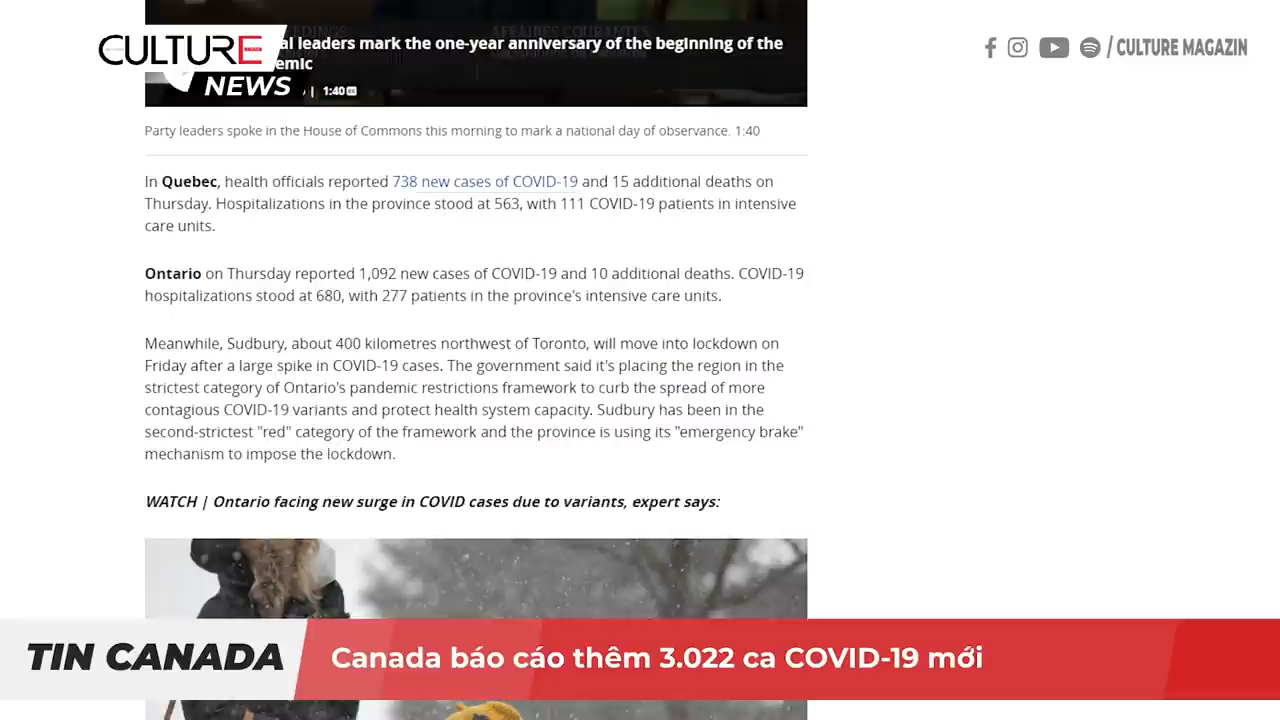 CULTURE
NEWS
al leaders mark the one-year anniversary of the beginning of the
emic
1:40
/ CULTURE MAGAZIN
Party leaders spoke in the House of Commons this morning to mark a national day of observance. 1:40
In Quebec, health officials reported 738 new cases of COVID-19 and 15 additional deaths on
Thursday. Hospitalizations in the province stood at 563, with 111 COVID-19 patients in intensive
care units.
Ontario on Thursday reported 1,092 new cases of COVID-19 and 10 additional deaths. COVID-19
hospitalizations stood at 680, with 277 patients in the province's intensive care units.
Meanwhile, Sudbury, about 400 kilometres northwest of Toronto, will move into lockdown on
Friday after a large spike in COVID-19 cases. The government said it's placing the region in the
strictest category of Ontario's pandemic restrictions framework to curb the spread of more
contagious COVID-19 variants and protect health system capacity. Sudbury has been in the
second-strictest "red" category of the framework and the province is using its "emergency brake"
mechanism to impose the lockdown.
WATCH | Ontario facing new surge in COVID cases due to variants, expert says:
TIN CANADA
Canada báo cáo thêm 3.022 ca COVID-19 mới